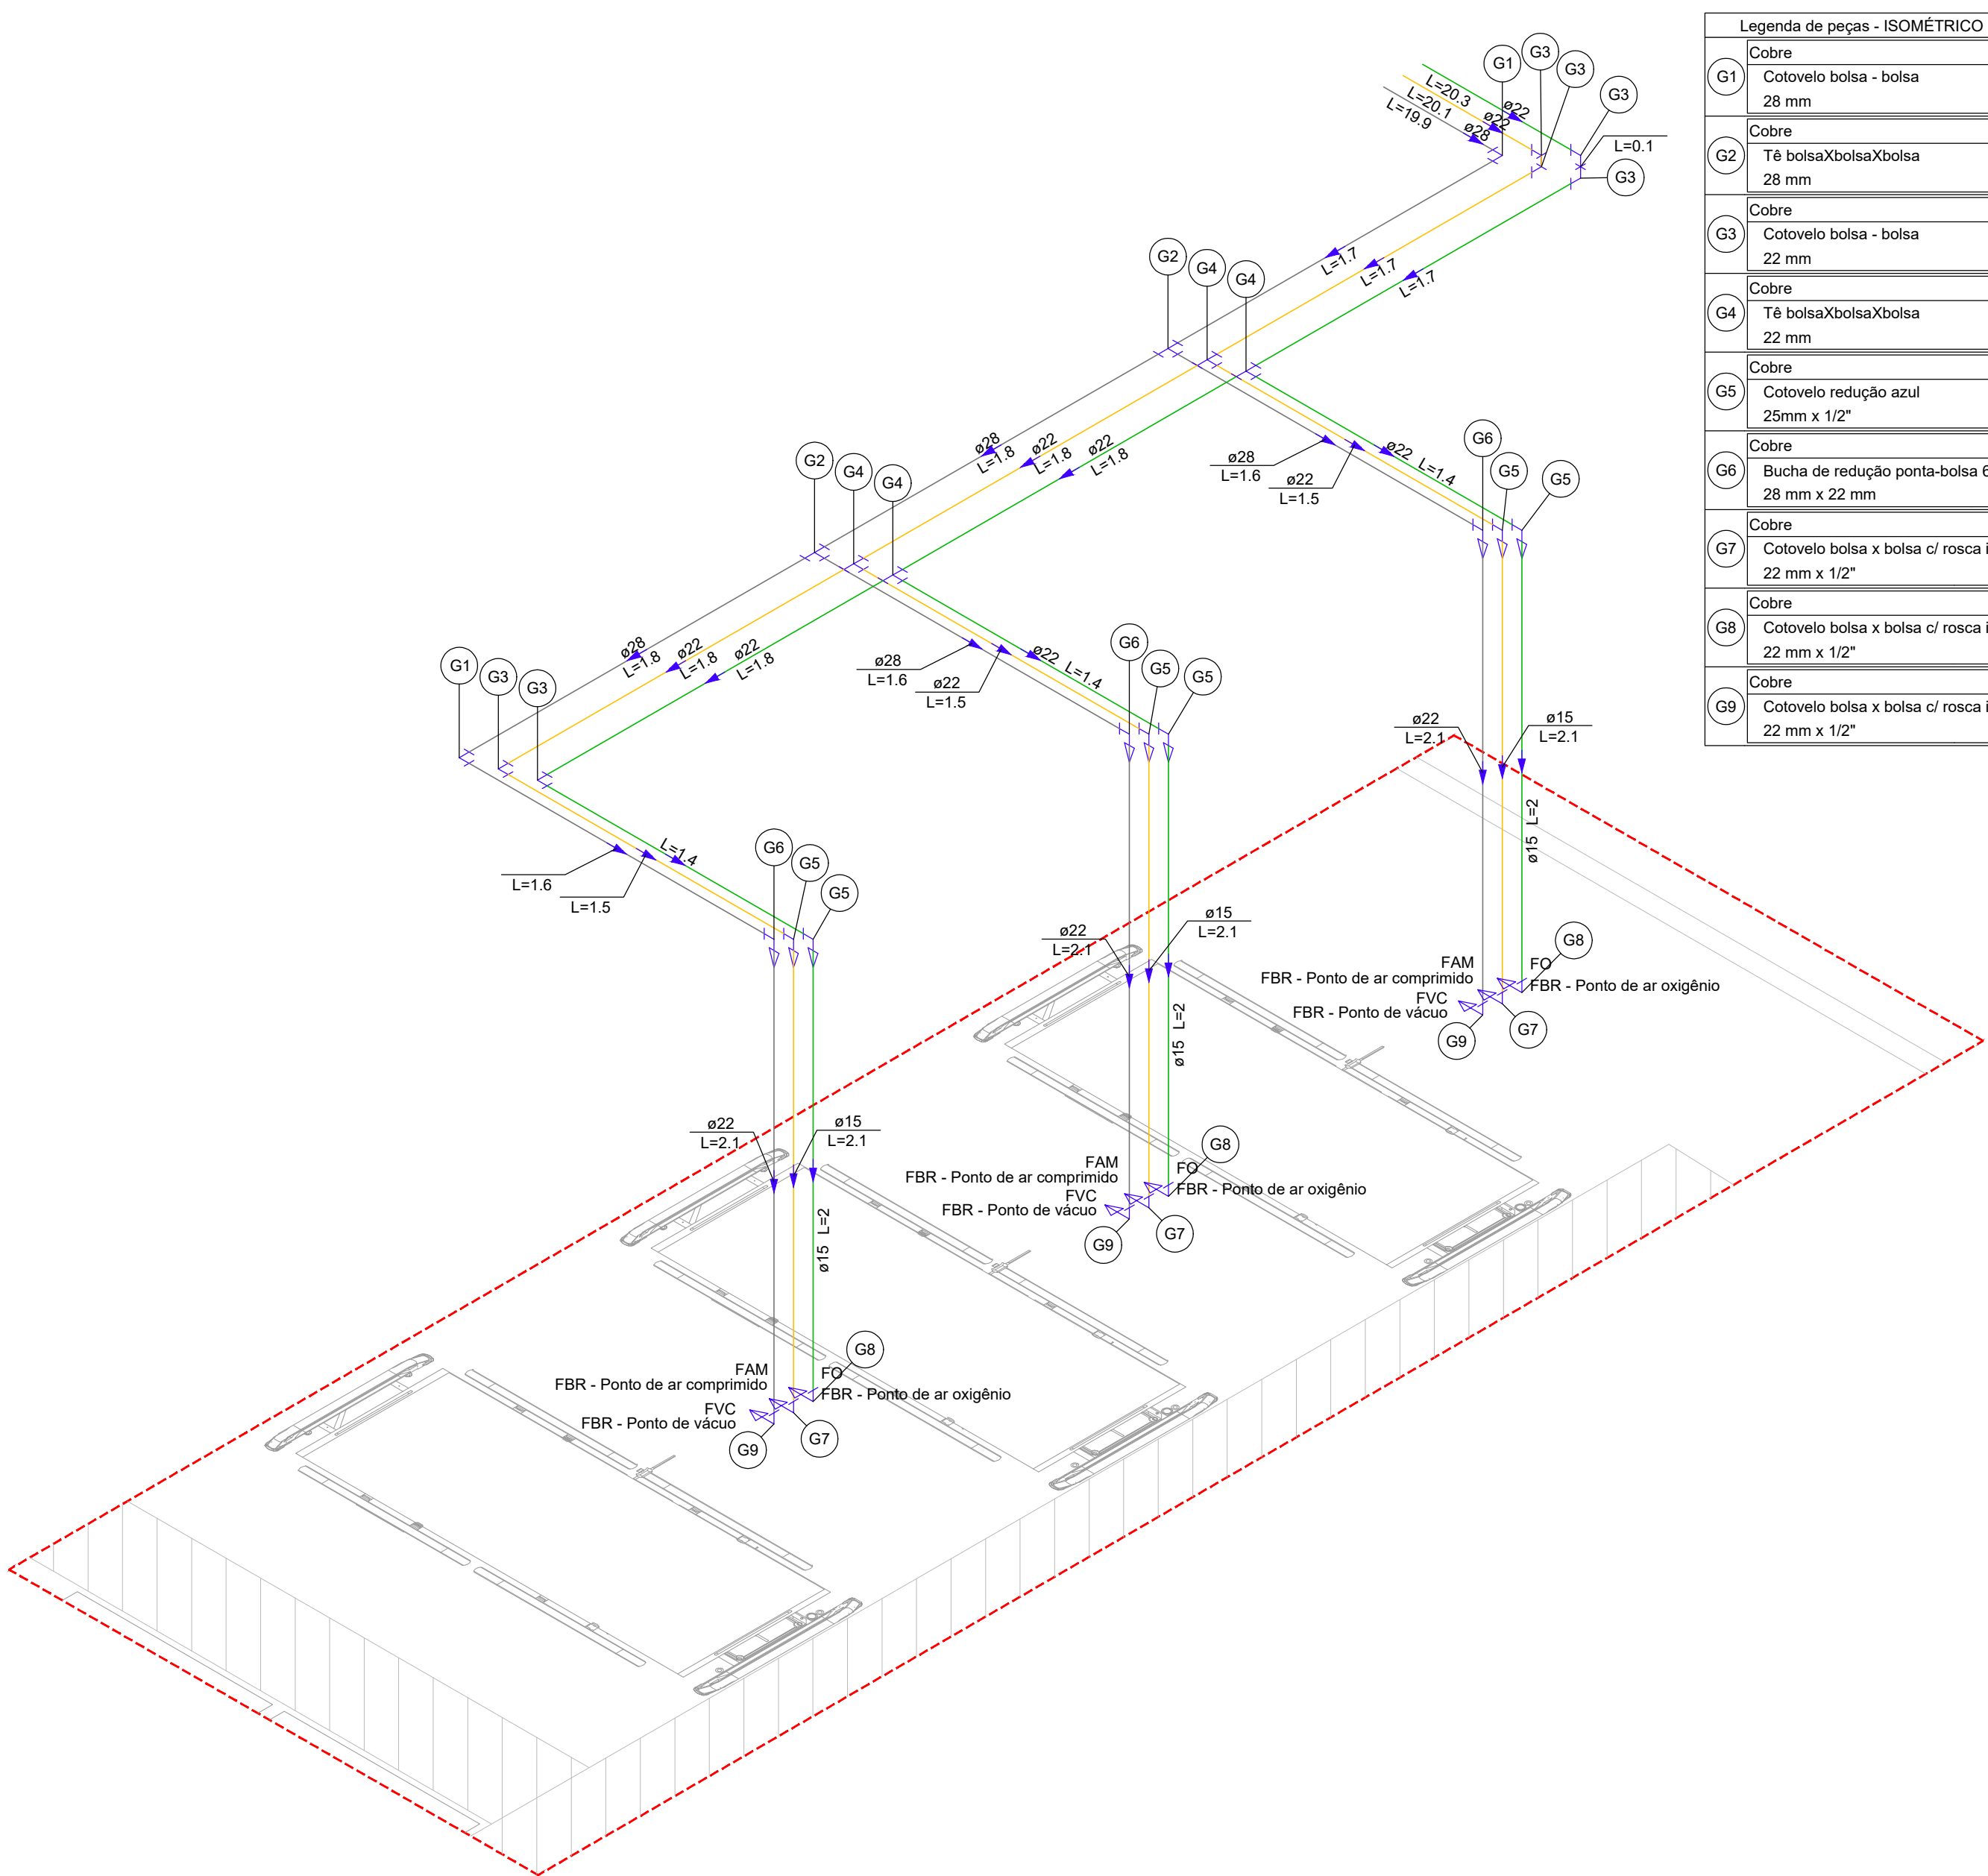 Legenda de peças - ISOMÉTRICO
G1
Cobre
Cotovelo bolsa - bolsa
28 mm
G2
Cobre
Tê bolsaXbolsaXbolsa
28 mm
G3
Cobre
Cotovelo bolsa - bolsa
22 mm
G4
Cobre
Tê bolsaXbolsaXbolsa
22 mm
G5
Cobre
Cotovelo redução azul
25mm x 1/2"
G6
Cobre
Bucha de redução ponta-bolsa 6
28 mm x 22 mm
G7
Cobre
Cotovelo bolsa x bolsa c/ rosca i
22 mm x 1/2"
G8
Cobre
Cotovelo bolsa x bolsa c/ rosca i
22 mm x 1/2"
G9
Cobre
Cotovelo bolsa x bolsa c/ rosca i
22 mm x 1/2"
G1
G3
G3
G3
G3
L=20.3
ø22
L=20.1
ø22
L=19.9
ø28
L=0.1
L=1.7
L=1.7
L=1.7
G2
G4
G4
ø28
L=1.8
ø22
L=1.8
ø22
L=1.8
ø28
L=1.6
ø22
L=1.5
ø22 L=1.4
G6
G5
G5
G2
G4
G4
ø28
L=1.8
ø22
L=1.8
ø22
L=1.8
ø28
L=1.6
ø22
L=1.5
ø22 L=1.4
G6
G5
G5
G1
G3
G3
L=1.6
L=1.5
L=1.4
G6
G5
G5
ø22
L=2.1
ø15
L=2.1
ø15 L=2
FAM
FBR - Ponto de ar comprimido
FVC
FBR - Ponto de vácuo
FO
FBR - Ponto de ar oxigênio
G8
G7
G9
ø22
L=2.1
ø15
L=2.1
ø15 L=2
FAM
FBR - Ponto de ar comprimido
FVC
FBR - Ponto de vácuo
FO
FBR - Ponto de ar oxigênio
G8
G7
G9
ø22
L=2.1
ø15
L=2.1
ø15 L=2
FAM
FBR - Ponto de ar comprimido
FVC
FBR - Ponto de vácuo
FO
FBR - Ponto de ar oxigênio
G8
G7
G9